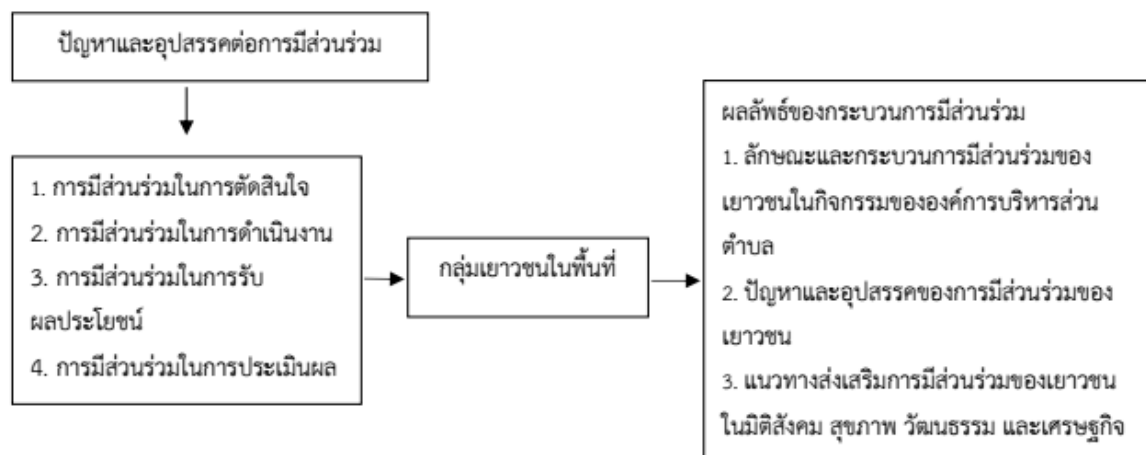 ปัญหาและอุปสรรคต่อการมีส่วนร่วม
1. การมีส่วนร่วมในการตัดสินใจ
2. การมีส่วนร่วมในการดำเนินงาน
3. การมีส่วนร่วมในการรับ
ผลประโยชน์
4. การมีส่วนร่วมในการประเมินผล
กลุ่มเยาวชนในพื้นที่
ผลลัพธ์ของกระบวนการมีส่วนร่วม
1. ลักษณะและกระบวนการมีส่วนร่วมของ
เยาวชนในกิจกรรมขององค์การบริหารส่วน
ตำบล
2. ปัญหาและอุปสรรคของการมีส่วนร่วมของ
เยาวชน
3. แนวทางส่งเสริมการมีส่วนร่วมของเยาวชน
ในมิติสังคม สุขภาพ วัฒนธรรม และเศรษฐกิจ